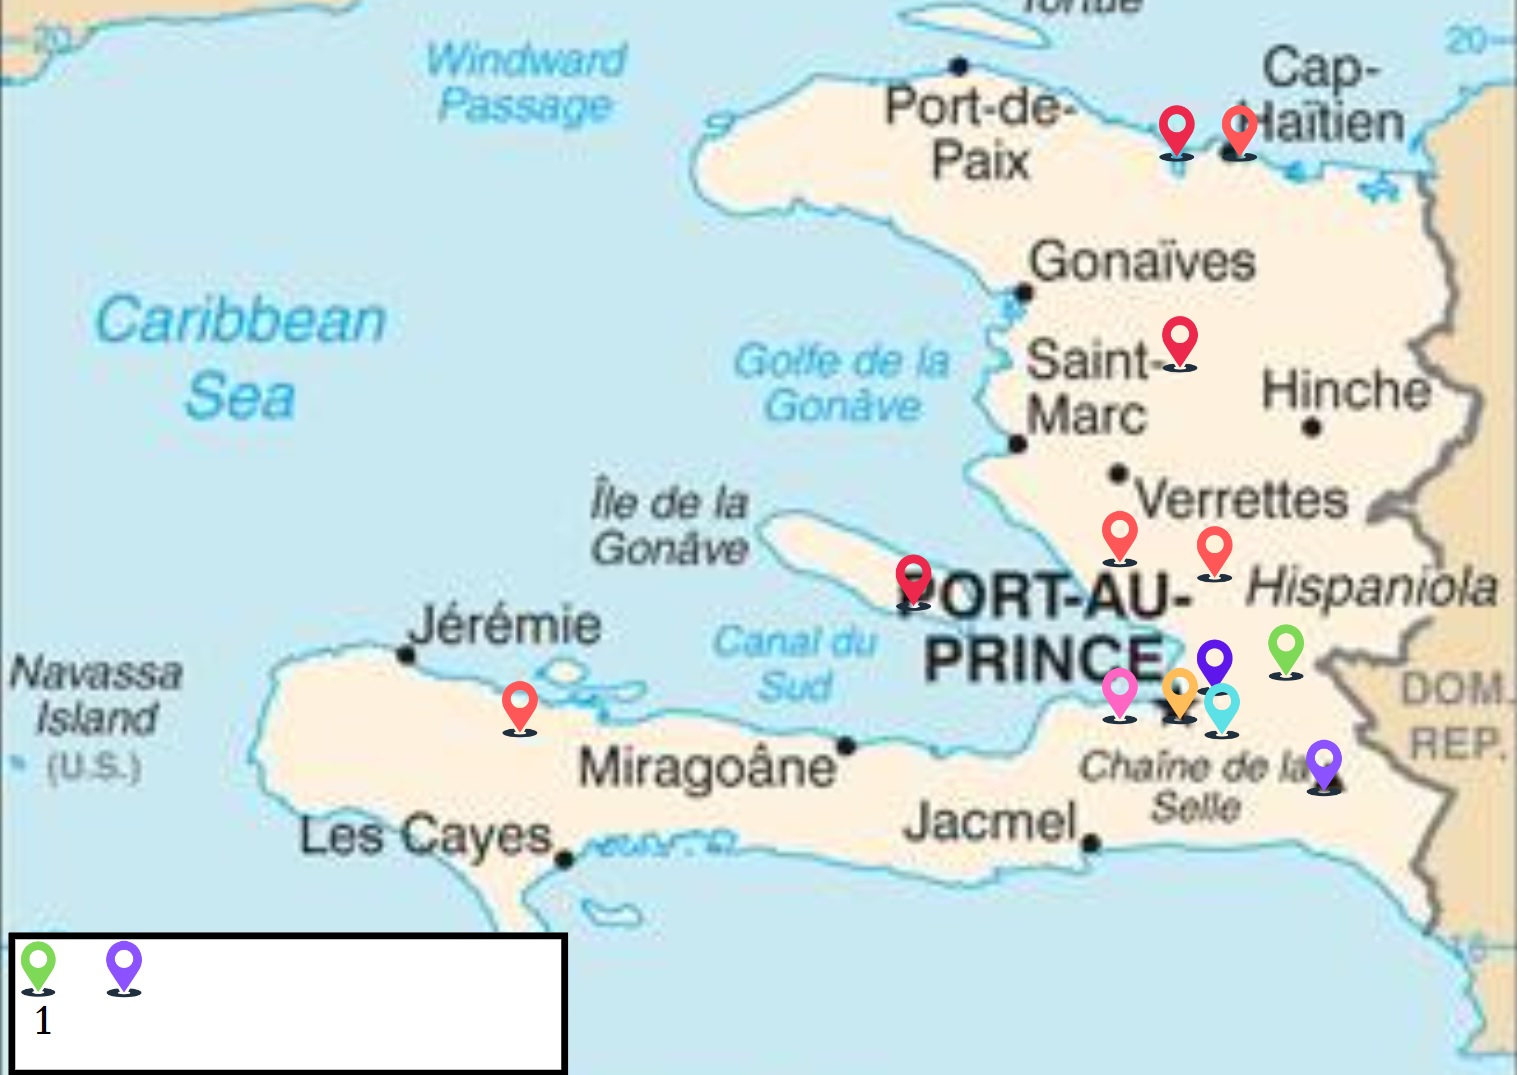 Tortue
20
20
Windward
Passage
Cap-
Haïtien
Port-de-
Paix
Gonaïves
Caribbean
Sea
Golfe de la
Gonâve
Saint-
Marc
Hinche
Île de la
Gonâve
Verrettes
PORT-AU-
PRINCE
Hispaniola
Jérémie
Canal du
Sud
Navassa
Island
(U.S.)
DOM.
REP.
Miragoâne
Chaîne de la
Selle
Les Cayes
Jacmel
1